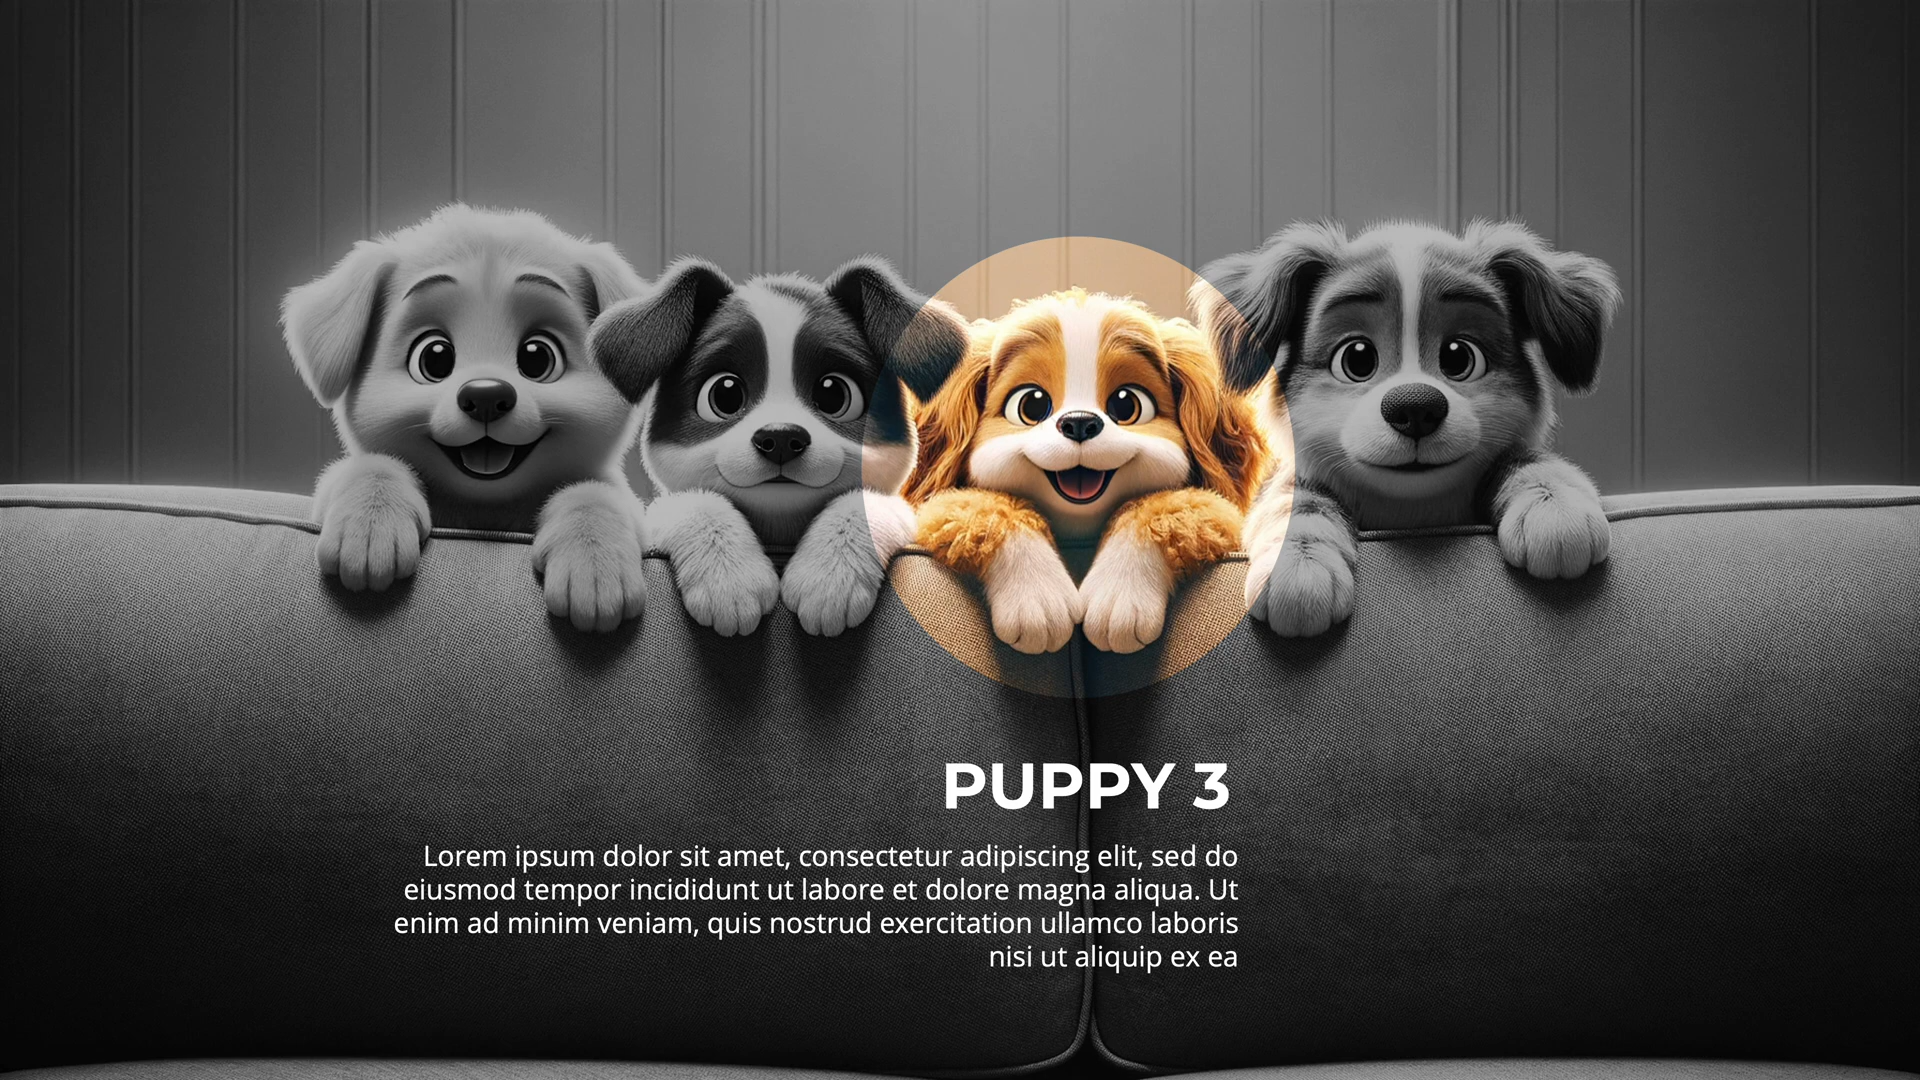 PUPPY 3
Lorem ipsum dolor sit amet, consectetur adipiscing elit, sed do
eiusmod tempor incididunt ut labore et dolore magna aliqua. Ut
enim ad minim veniam, quis nostrud exercitation ullamco laboris
nisi ut aliquip ex ea